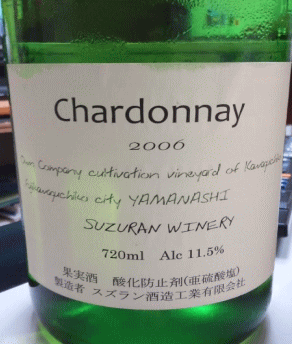 Chardonnay
2006
Own Company cultivation vineyard of
city YAMANASHI
SUZURAN WINERY
720ml Alc 11.5%
果実酒 酸化防止剤(亜硫酸塩)
製造者 スズラン酒造工業有限会社